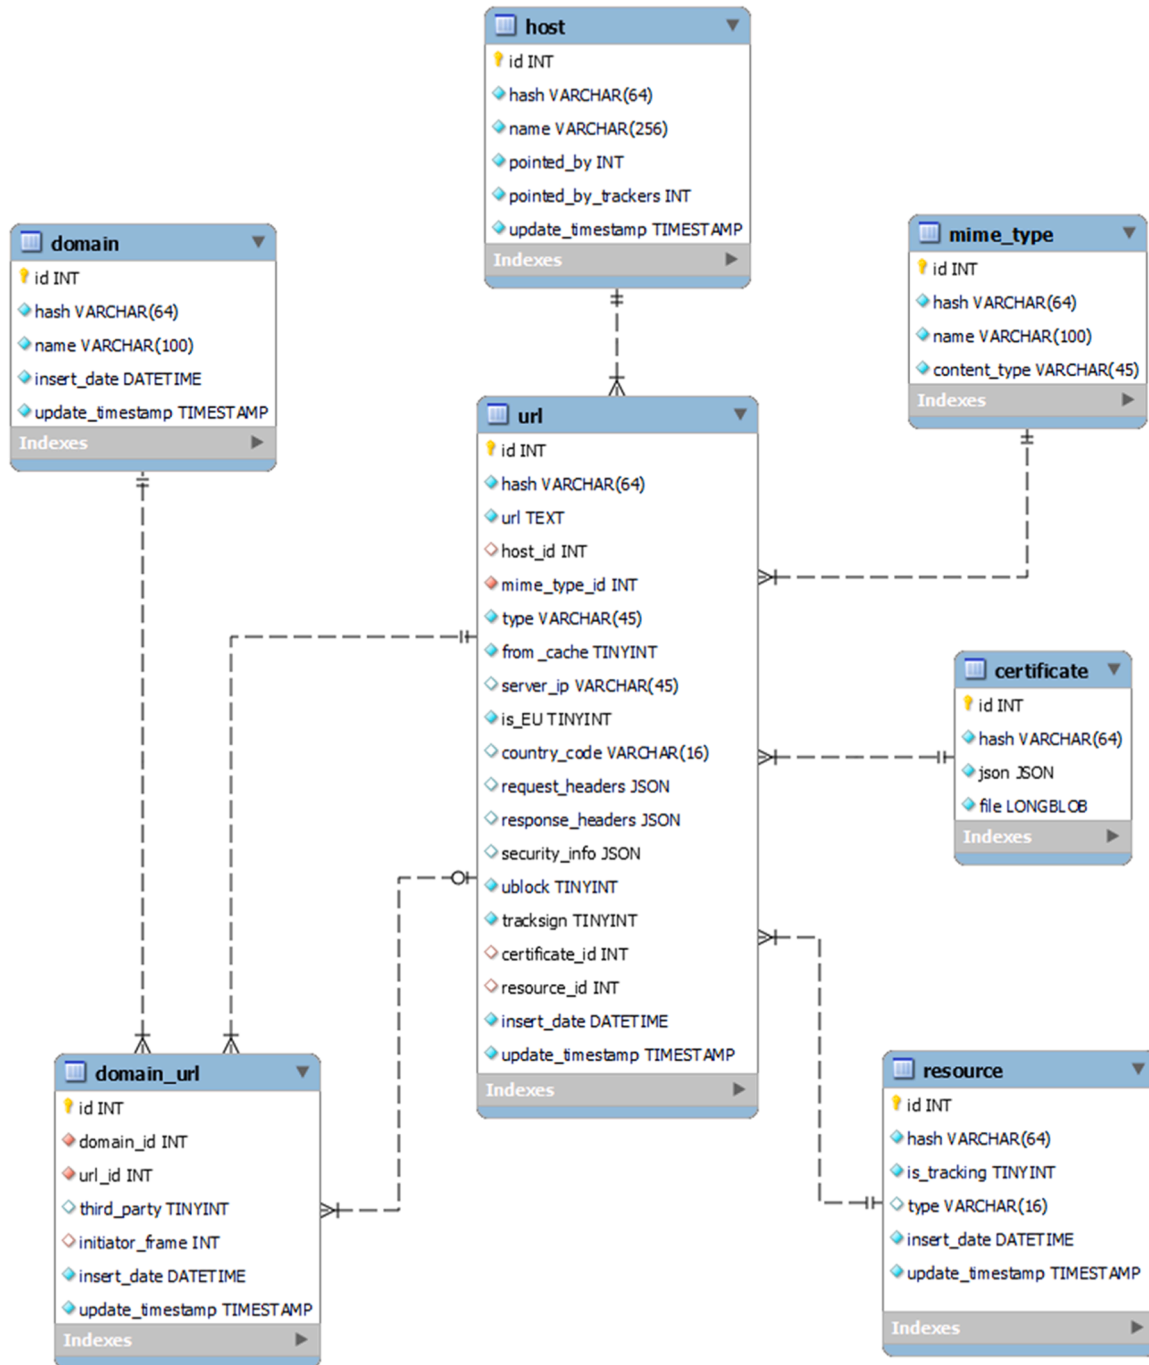 host
id INT
hash VARCHAR(64)
name VARCHAR(256)
pointed_by INT
pointed_by_trackers INT
update_timestamp TIMESTAMP
Indexes
domain
id INT
hash VARCHAR(64)
name VARCHAR(100)
insert_date DATETIME
update_timestamp TIMESTAMP
Indexes
mime_type
id INT
hash VARCHAR(64)
name VARCHAR(100)
content_type VARCHAR(45)
Indexes
url
id INT
hash VARCHAR(64)
url TEXT
host_id INT
mime_type_id INT
type VARCHAR(45)
from_cache TINYINT
server_ip VARCHAR(45)
is_EU TINYINT
country_code VARCHAR(16)
request_headers JSON
response_headers JSON
security_info JSON
ublock TINYINT
tracksign TINYINT
certificate_id INT
resource_id INT
insert_date DATETIME
update_timestamp TIMESTAMP
Indexes
certificate
id INT
hash VARCHAR(64)
json JSON
file LONGBLOB
Indexes
domain_url
id INT
domain_id INT
url_id INT
third_party TINYINT
initiator_frame INT
insert_date DATETIME
update_timestamp TIMESTAMP
Indexes
resource
id INT
hash VARCHAR(64)
is_tracking TINYINT
type VARCHAR(16)
insert_date DATETIME
update_timestamp TIMESTAMP
Indexes